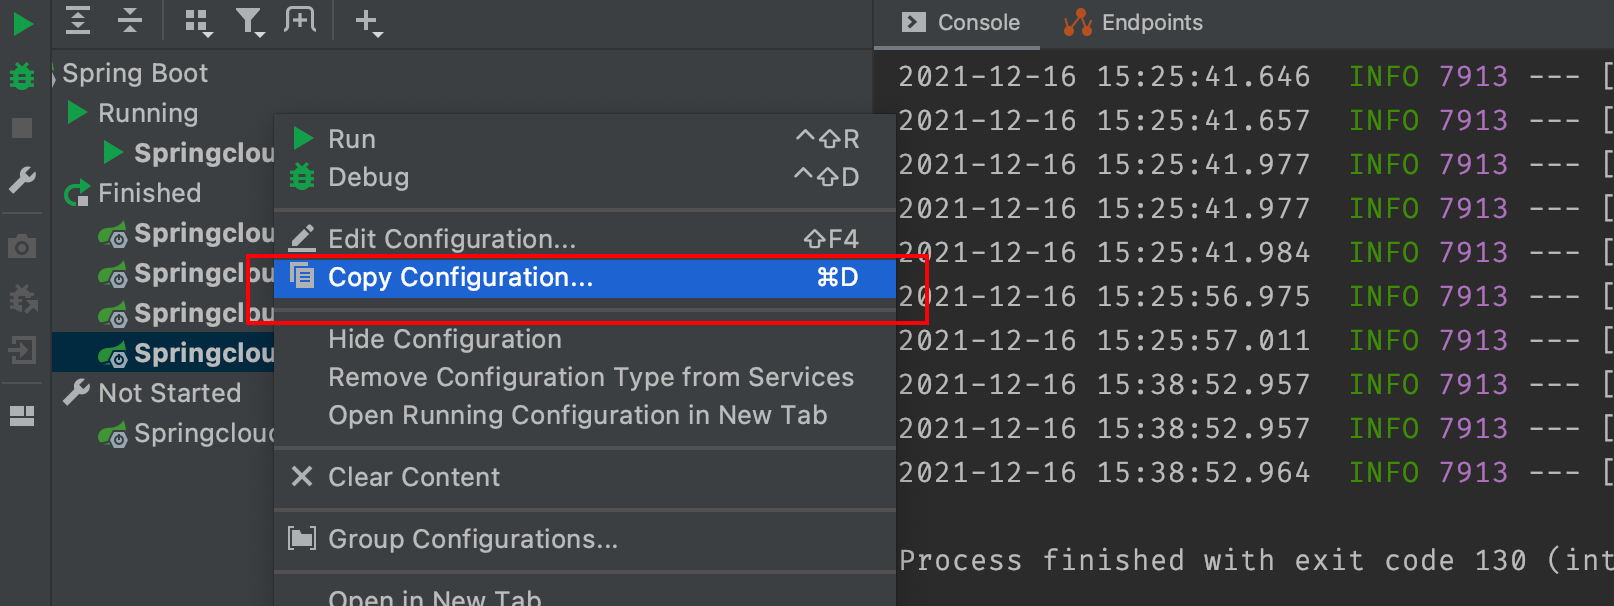 Console
Endpoints
Spring Boot
Running
Springclou
Finished
Springclou
Springclou
Springclou
Springclou
Not Started
Springclou
Run ⌃⇧R
Debug ⌃⇧D
Edit Configuration... ⇧F4
Copy Configuration... ⌘D
Hide Configuration
Remove Configuration Type from Services
Open Running Configuration in New Tab
Clear Content
Group Configurations...
Open in New Tab
2021-12-16 15:25:41.646 INFO 7913 --- [
2021-12-16 15:25:41.657 INFO 7913 --- [
2021-12-16 15:25:41.977 INFO 7913 --- [
2021-12-16 15:25:41.977 INFO 7913 --- [
2021-12-16 15:25:41.984 INFO 7913 --- [
2021-12-16 15:25:56.975 INFO 7913 --- [
2021-12-16 15:25:57.011 INFO 7913 --- [
2021-12-16 15:38:52.957 INFO 7913 --- [
2021-12-16 15:38:52.957 INFO 7913 --- [
2021-12-16 15:38:52.964 INFO 7913 --- [
Process finished with exit code 130 (int